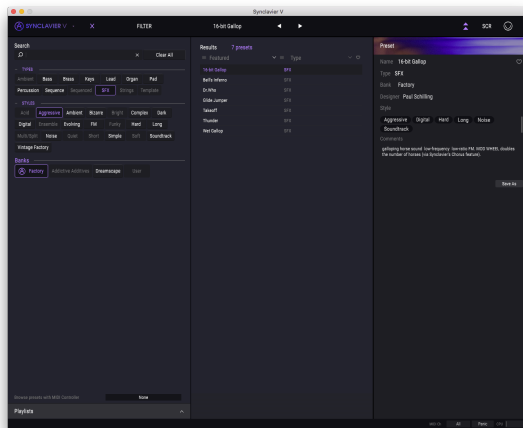 Synclavier V
SYNCLAVIER V
FILTER
16-bit Gallop
SCR
Search
Clear All
TYPES
Ambient Bass Brass Keys Lead Organ Pad
Percussion Sequence Sequenced SFX Strings Template
STYLES
Acid Aggressive Ambient Bizarre Bright Complex Dark
Digital Ensemble Evolving FM Funky Hard Long
Multi/Split Noise Quiet Short Simple Soft Soundtrack
Vintage Factory
Banks
Factory Addictive Additives Dreamscape User
Browse presets with MIDI Controller None
Playlists
Results 7 presets
Featured Type
16-bit Gallop SFX
Bell's Inferno SFX
Dr.Who SFX
Glide Jumper SFX
Takeoff SFX
Thunder SFX
Wet Gallop SFX
Preset
Name 16-bit Gallop
Type SFX
Bank Factory
Designer Paul Schilling
Style
Aggressive Digital Hard Long Noise
Soundtrack
Comments
galloping horse sound low-frequency low-ratio FM. MOD WHEEL doubles
the number of horses (via Synclavier's Chorus feature).
Save As
All Panic